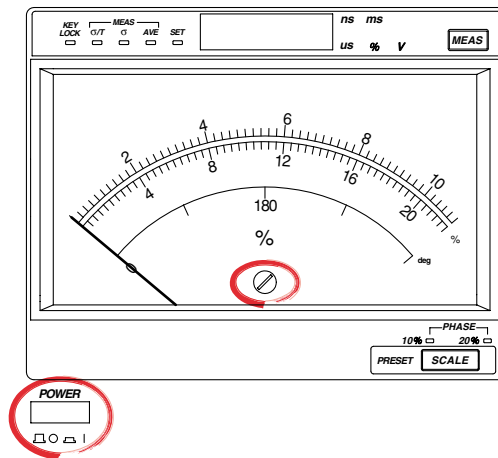 KEY LOCK
MEAS
σ/T σ AVE SET
ns ms
us % V
MEAS
2 4 6 8 10
4 8 12 16 20
%
180
deg
%
PHASE
10% 20%
PRESET SCALE
POWER